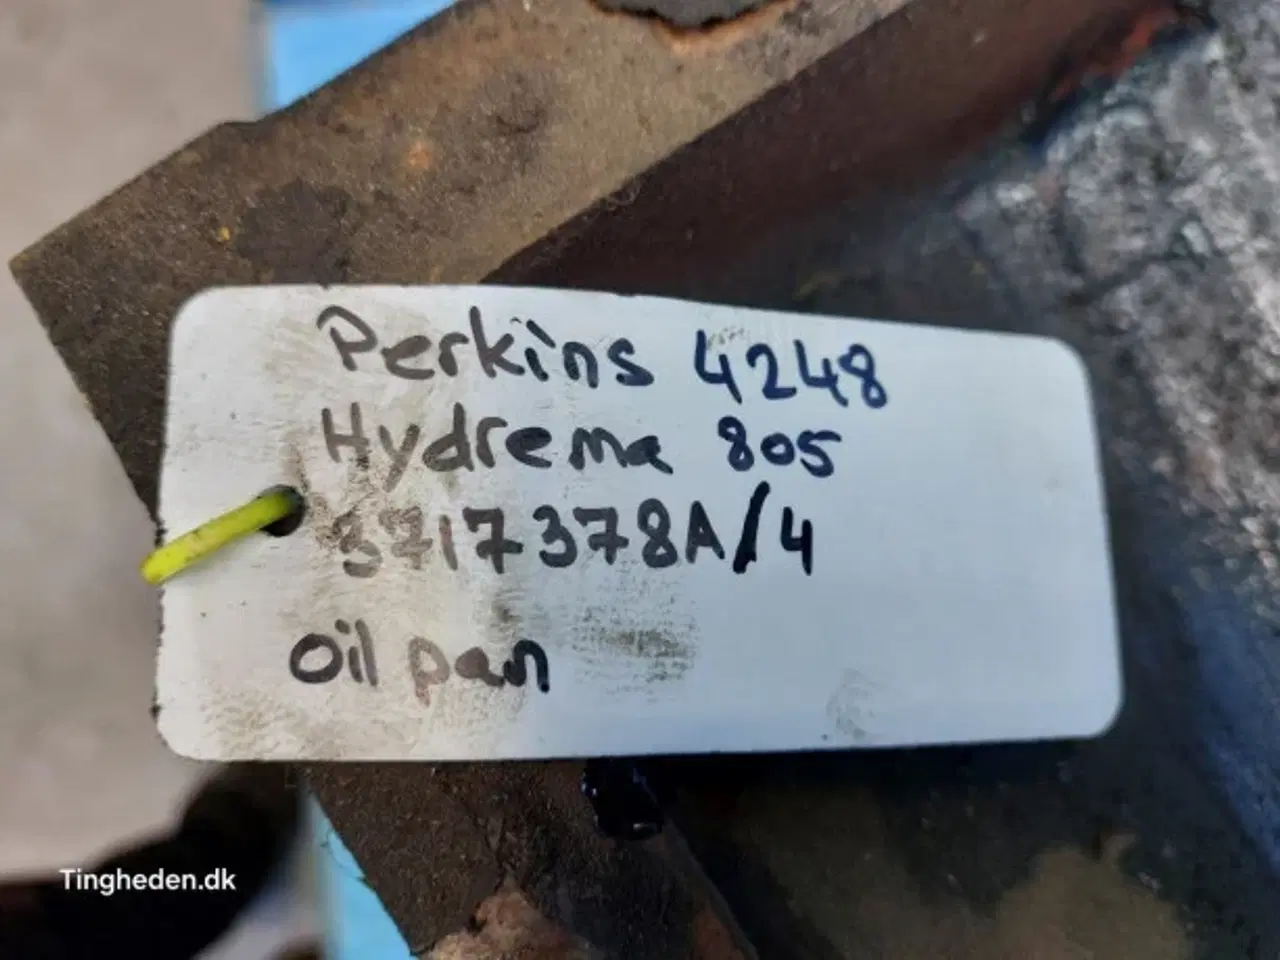 Perkins 4248
Hydrema 805
3717378A/4
Oil pan
Tingheden.dk